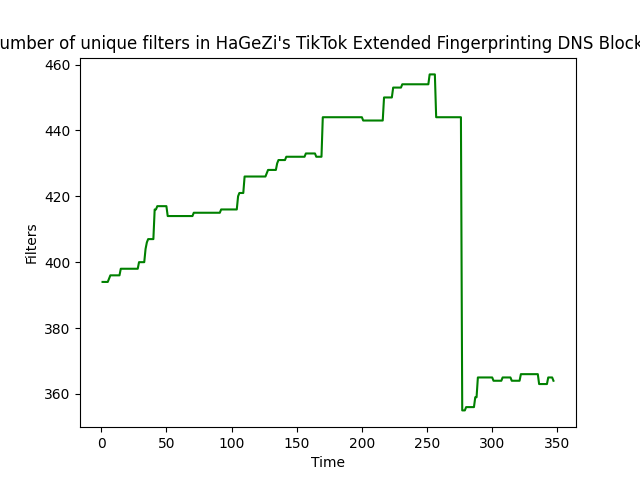 umber of unique filters in HaGeZi's TikTok Extended Fingerprinting DNS Block
460
440
420
400
380
360
Filters
0 50 100 150 200 250 300 350
Time